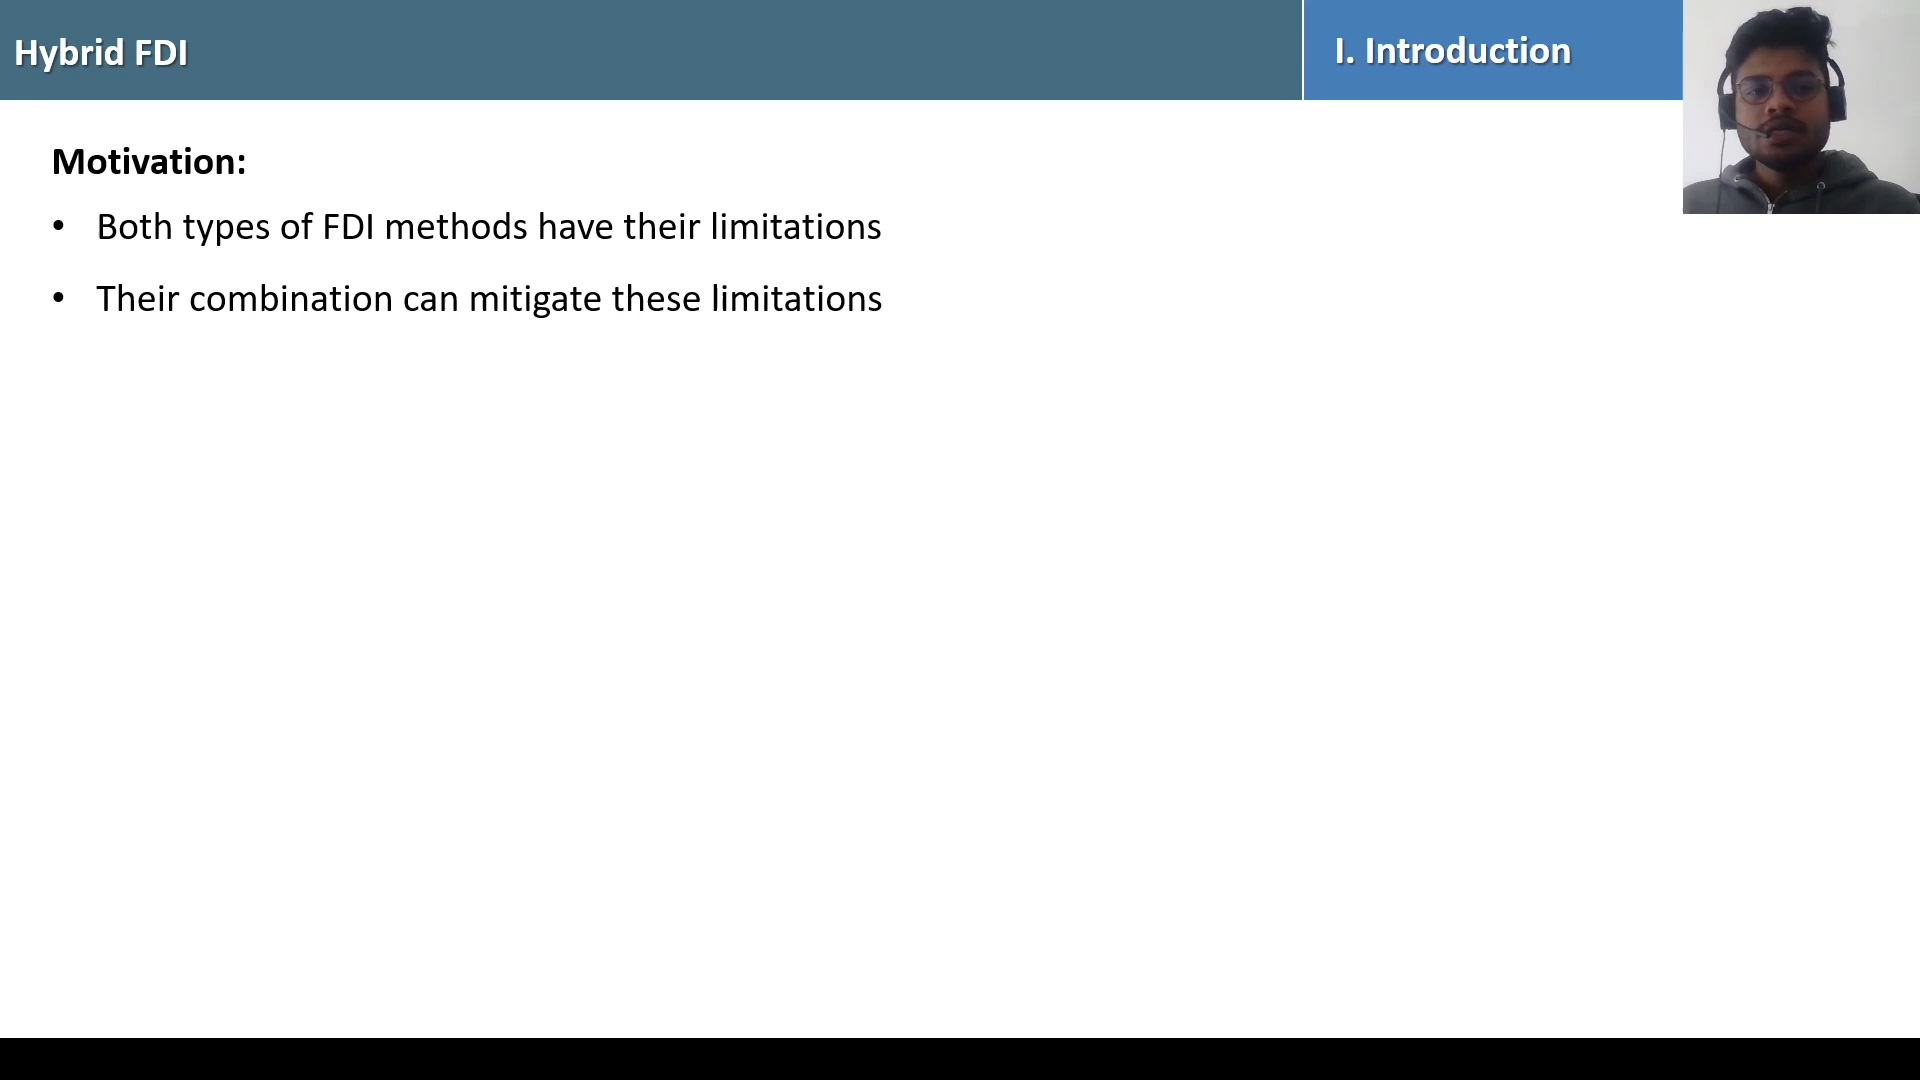 Hybrid FDI
I. Introduction
Motivation:
• Both types of FDI methods have their limitations
• Their combination can mitigate these limitations